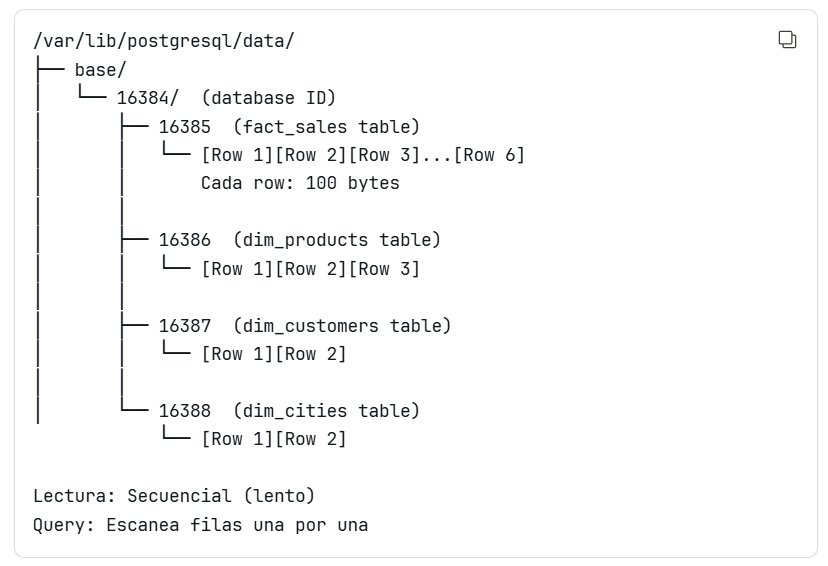 /var/lib/postgresql/data/
├── base/
│   └── 16384/  (database ID)
│       ├── 16385  (fact_sales table)
│       │   └── [Row 1][Row 2][Row 3]...[Row 6]
│       │       Cada row: 100 bytes
│       │
│       ├── 16386  (dim_products table)
│       │   └── [Row 1][Row 2][Row 3]
│       │
│       ├── 16387  (dim_customers table)
│       │   └── [Row 1][Row 2]
│       │
│       └── 16388  (dim_cities table)
            └── [Row 1][Row 2]

Lectura: Secuencial (lento)
Query: Escanea filas una por una